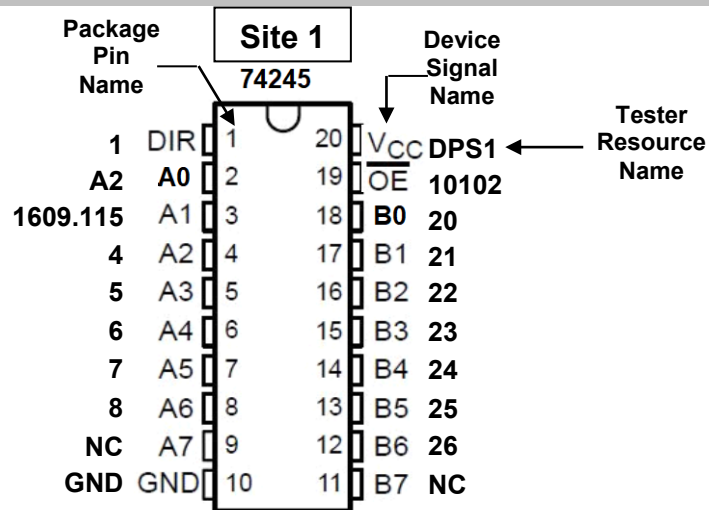 Package Pin Name
Site 1
74245
Device Signal Name
Tester Resource Name
1 DIR 1 20 VCC DPS1
A2 A0 2 19 OE 10102
1609.115 A1 3 18 B0 20
4 A2 4 17 B1 21
5 A3 5 16 B2 22
6 A4 6 15 B3 23
7 A5 7 14 B4 24
8 A6 8 13 B5 25
NC A7 9 12 B6 26
GND GND 10 11 B7 NC